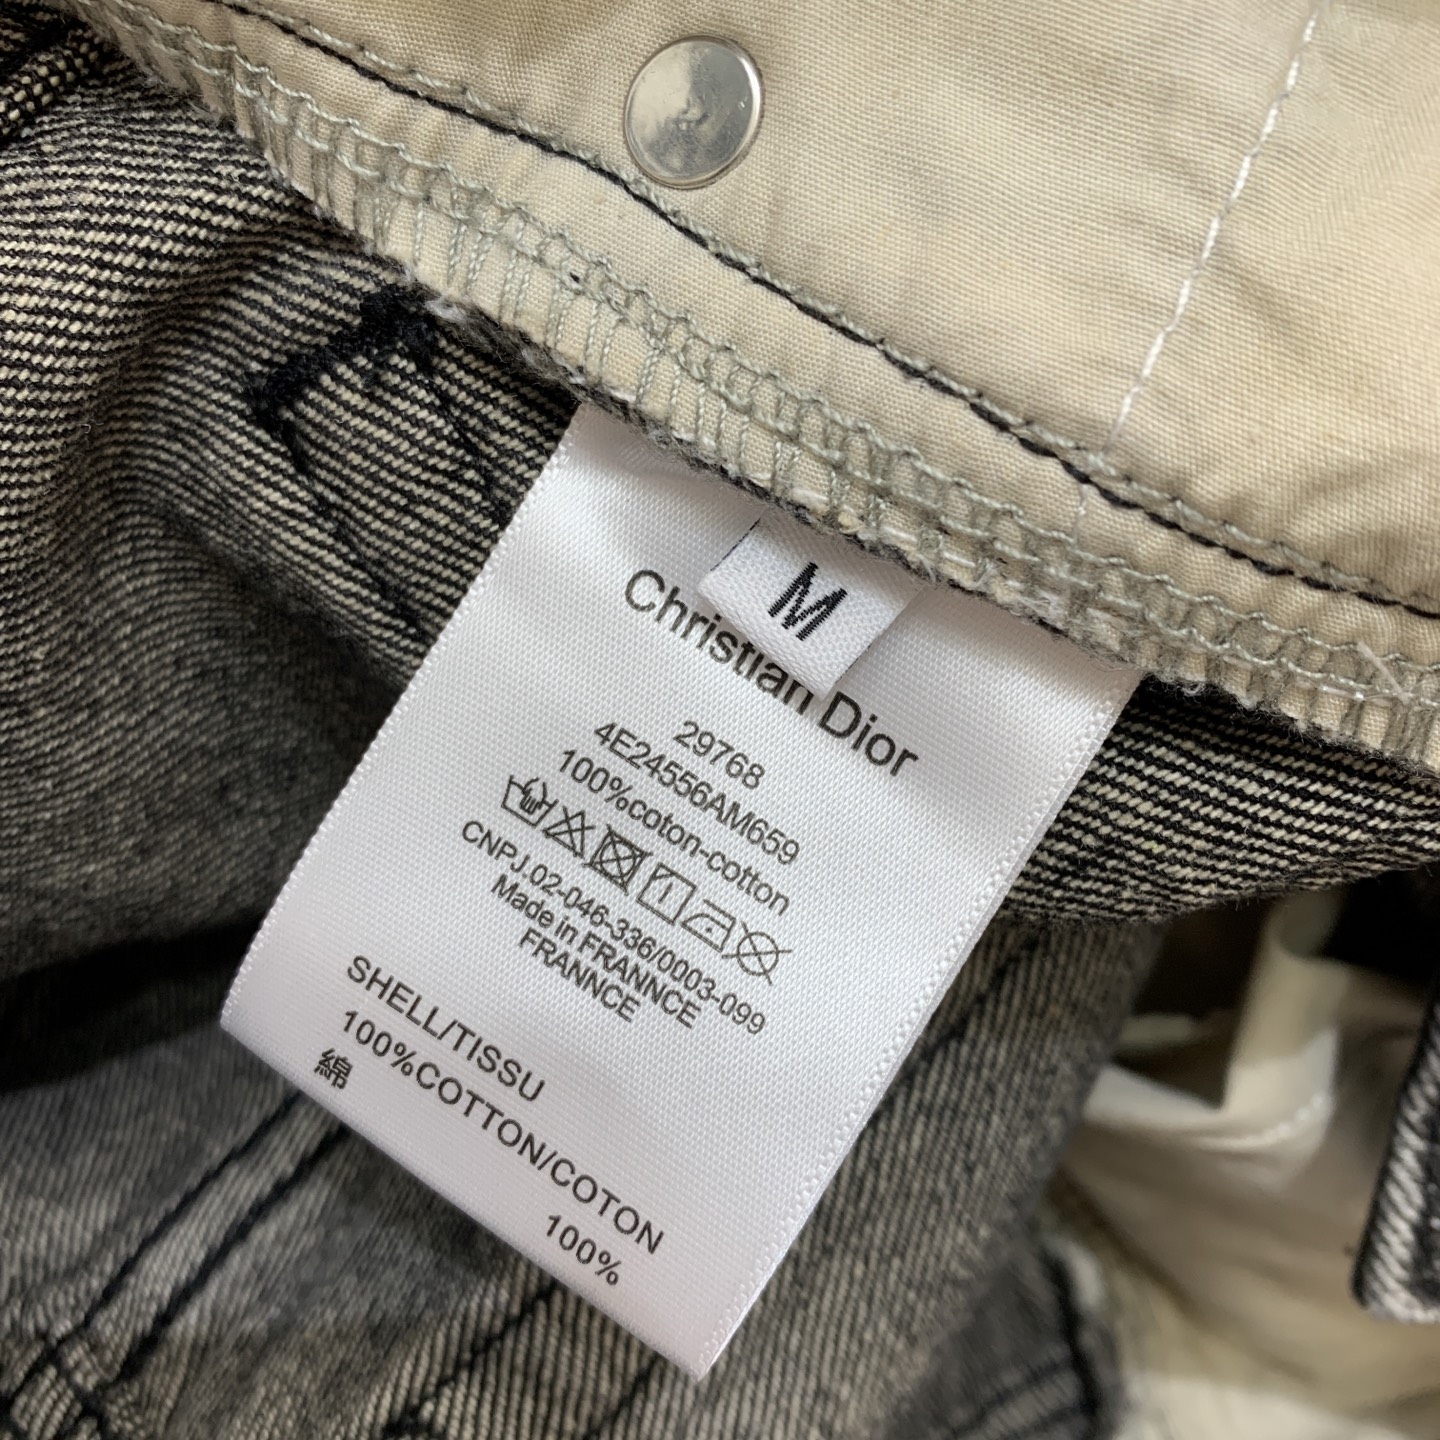 M
Christian Dior
29768
4E24556AM659
100%coton-cotton
CNPJ.02-046-336/0003-099
Made in FRANNCE
FRANNCE
SHELL/TISSU
100%COTTON/COTON
綿 100%